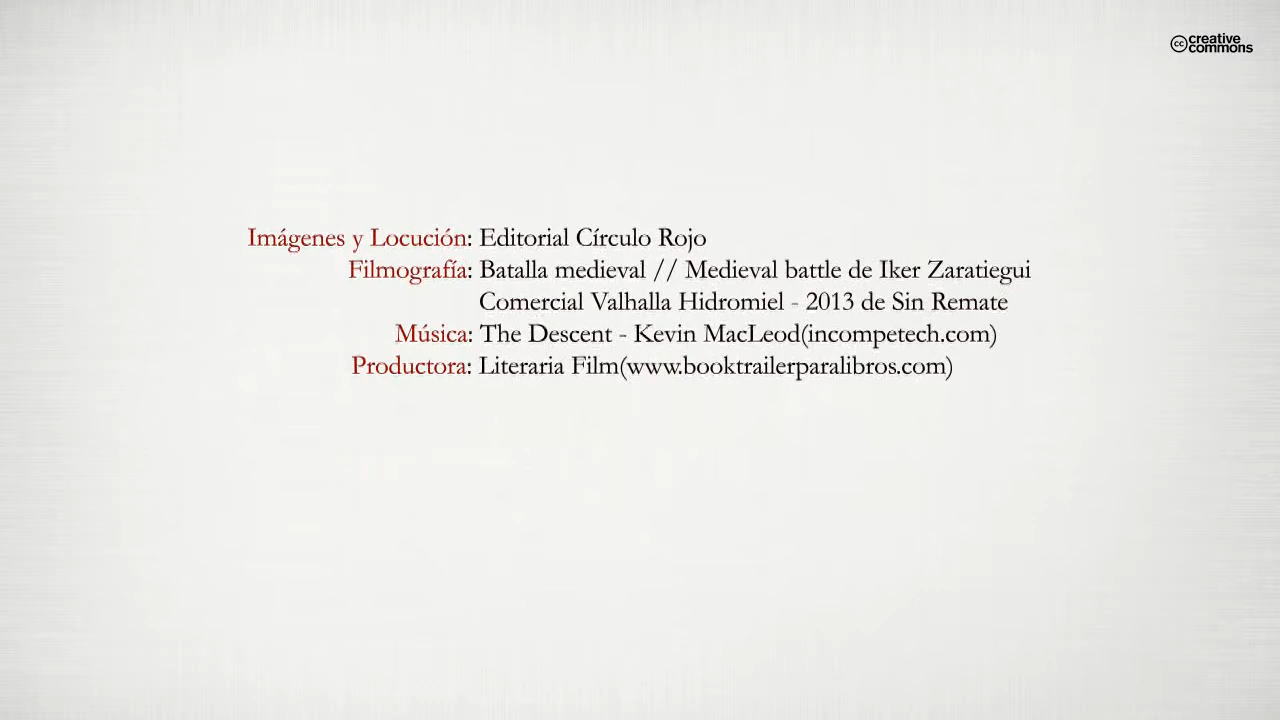 cc creative
commons
Imágenes y Locución: Editorial Círculo Rojo
Filmografía: Batalla medieval // Medieval battle de Iker Zaratiegui
Comercial Valhalla Hidromiel - 2013 de Sin Remate
Música: The Descent - Kevin MacLeod(incompetech.com)
Productora: Literaria Film(www.booktrailerparalibros.com)